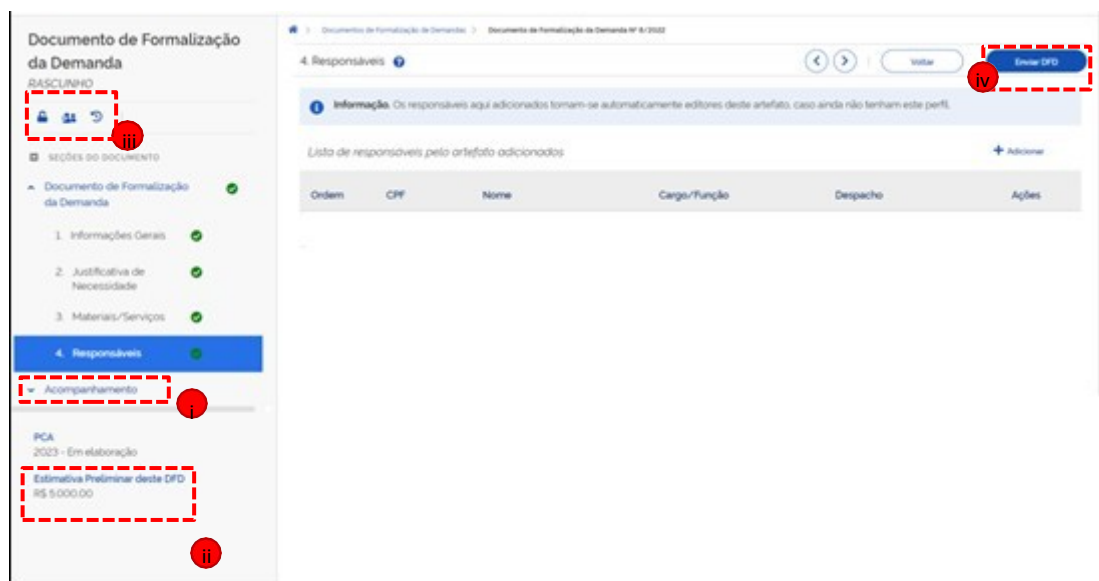 Documento de Formalização
da Demanda
RASCUNHO
iii
SEÇÕES DO DOCUMENTO
Documento de Formalização
da Demanda
1. Informações Gerais
2. Justificativa de
Necessidade
3. Materiais/Serviços
4. Responsáveis
Acompanhamento
i
PCA
2023 - Em elaboração
Estimativa Preliminar deste DFD
R$ 5.000,00
ii
Documentos de Formalização de Demandas > Documento de Formalização da Demanda Nº 6/2022
4. Responsáveis
Voltar
Enviar DFD
iv
Informação. Os responsáveis aqui adicionados tornam-se automaticamente editores deste artefato, caso ainda não tenham este perfil.
Lista de responsáveis pelo artefato adicionados
+ Adicionar
Ordem CPF Nome Cargo/Função Despacho Ações